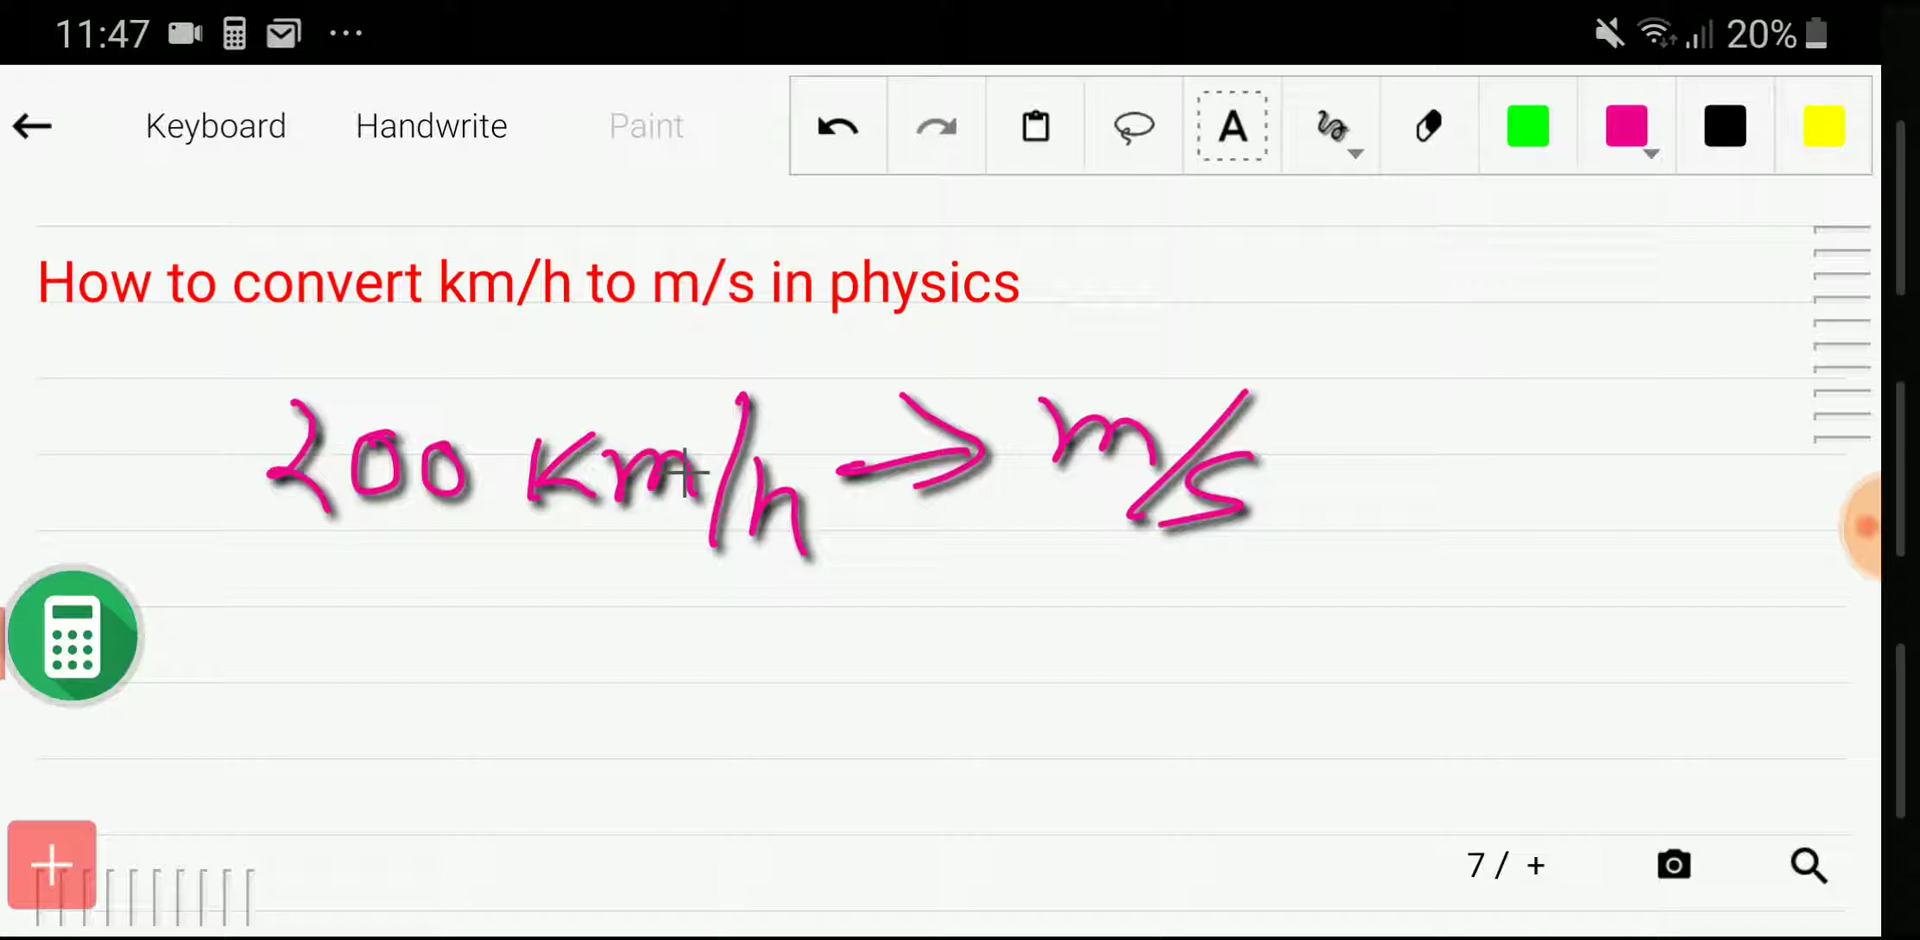 11:47 ... 20%
Keyboard Handwrite Paint A
How to convert km/h to m/s in physics
200 Km/h → m/s
7 / +